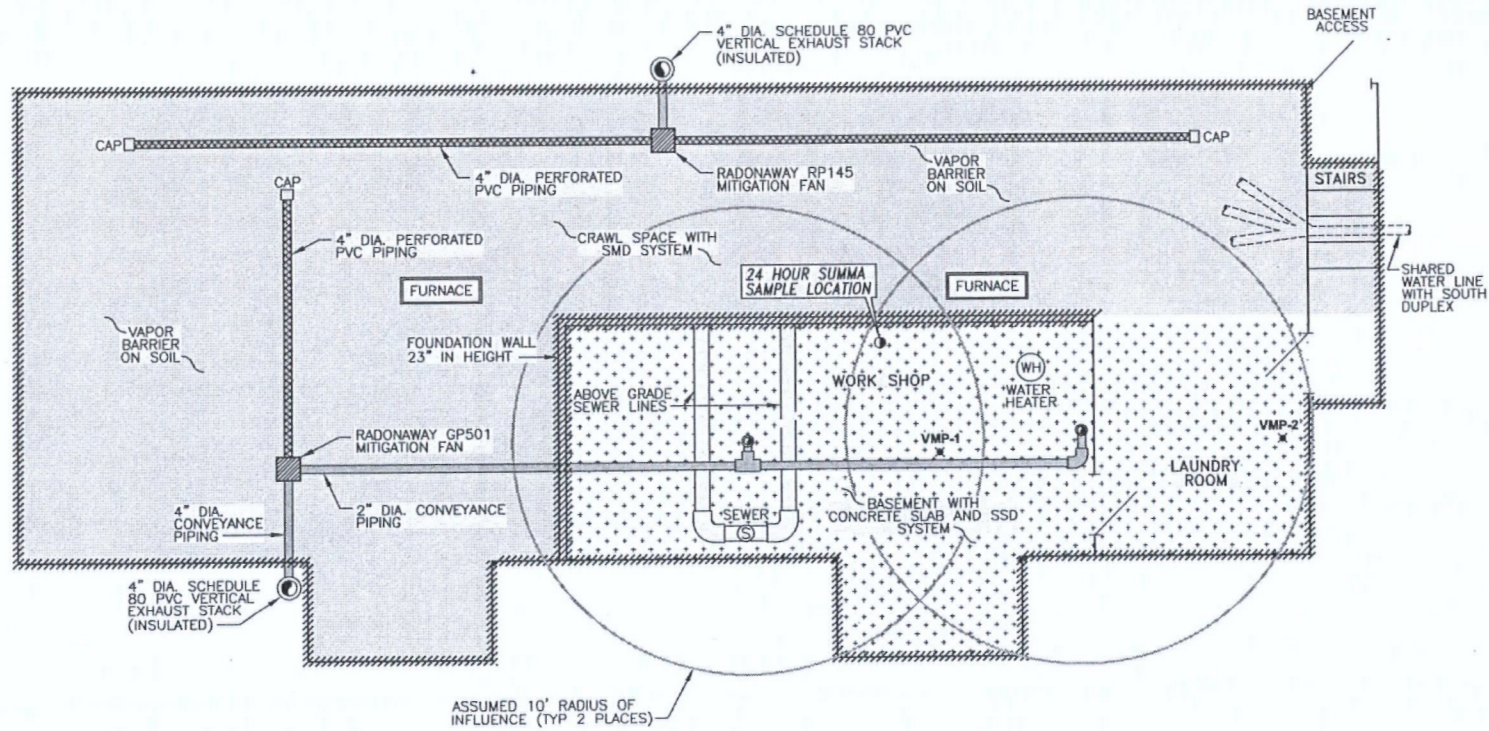 BASEMENT
ACCESS
4" DIA. SCHEDULE 80 PVC
VERTICAL EXHAUST STACK
(INSULATED)
CAP
CAP
4" DIA. PERFORATED
PVC PIPING
RADONAWAY RP145
MITIGATION FAN
VAPOR
BARRIER
ON SOIL
STAIRS
CAP
4" DIA. PERFORATED
PVC PIPING
CRAWL SPACE WITH
SMD SYSTEM
FURNACE
24 HOUR SUMMA
SAMPLE LOCATION
FURNACE
SHARED
WATER LINE
WITH SOUTH
DUPLEX
VAPOR
BARRIER
ON SOIL
FOUNDATION WALL
23" IN HEIGHT
WORK SHOP
WH
WATER
HEATER
ABOVE GRADE
SEWER LINES
RADONAWAY GP501
MITIGATION FAN
VMP-1
VMP-2
LAUNDRY
ROOM
4" DIA.
CONVEYANCE
PIPING
2" DIA. CONVEYANCE
PIPING
SEWER
S
BASEMENT WITH
CONCRETE SLAB AND SSD
SYSTEM
4" DIA. SCHEDULE
80 PVC VERTICAL
EXHAUST STACK
(INSULATED)
ASSUMED 10' RADIUS OF
INFLUENCE (TYP 2 PLACES)